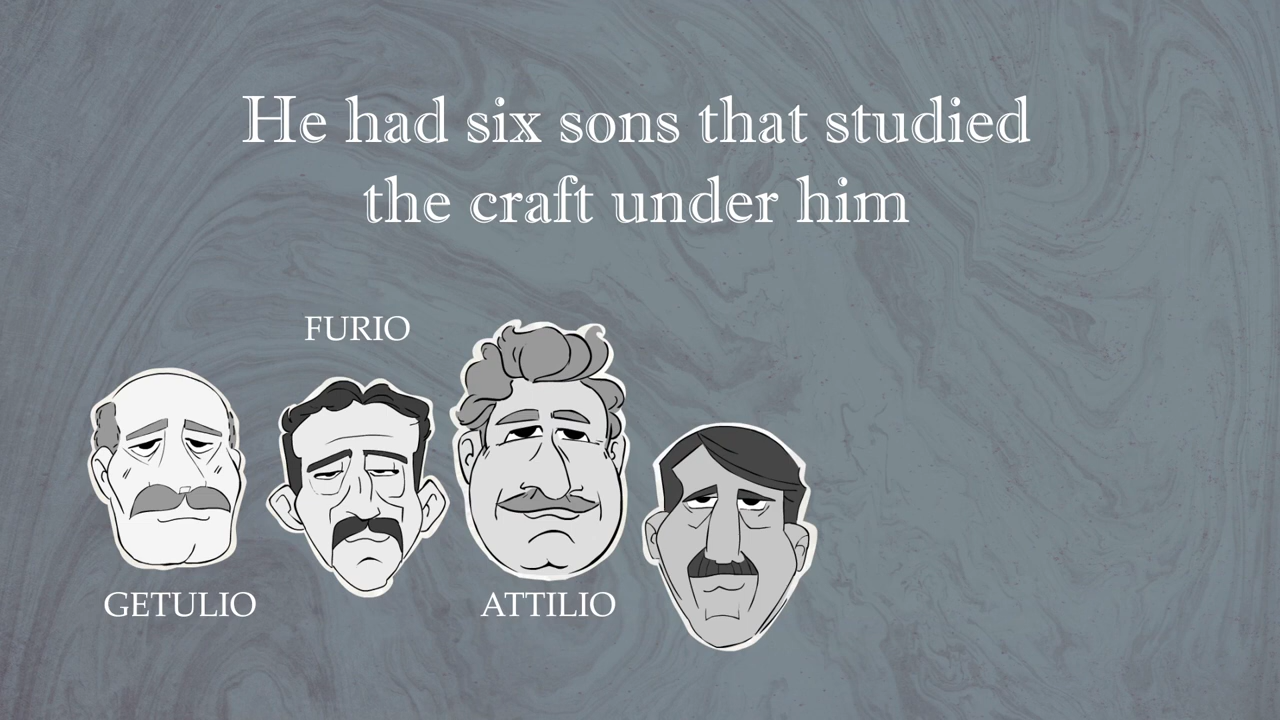 He had six sons that studied
the craft under him
FURIO
GETULIO
ATTILIO